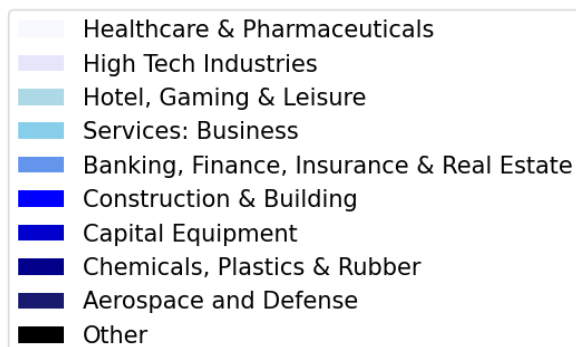 Healthcare & Pharmaceuticals
High Tech Industries
Hotel, Gaming & Leisure
Services: Business
Banking, Finance, Insurance & Real Estate
Construction & Building
Capital Equipment
Chemicals, Plastics & Rubber
Aerospace and Defense
Other